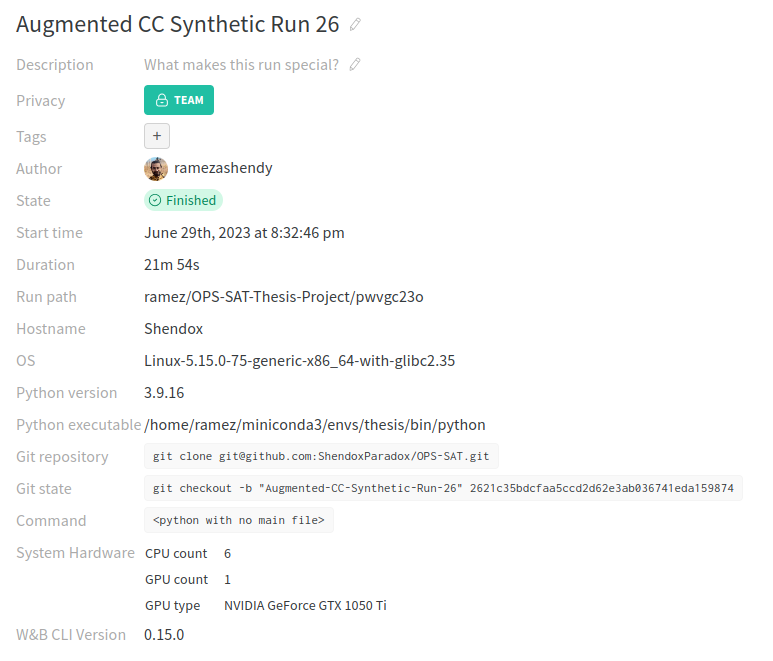 Augmented CC Synthetic Run 26
Description What makes this run special?
Privacy TEAM
Tags +
Author ramezashendy
State Finished
Start time June 29th, 2023 at 8:32:46 pm
Duration 21m 54s
Run path ramez/OPS-SAT-Thesis-Project/pwvgc23o
Hostname Shendox
OS Linux-5.15.0-75-generic-x86_64-with-glibc2.35
Python version 3.9.16
Python executable /home/ramez/miniconda3/envs/thesis/bin/python
Git repository git clone git@github.com:ShendoxParadox/OPS-SAT.git
Git state git checkout -b "Augmented-CC-Synthetic-Run-26" 2621c35bdcfaa5ccd2d62e3ab036741eda159874
Command <python with no main file>
System Hardware CPU count 6
GPU count 1
GPU type NVIDIA GeForce GTX 1050 Ti
W&B CLI Version 0.15.0